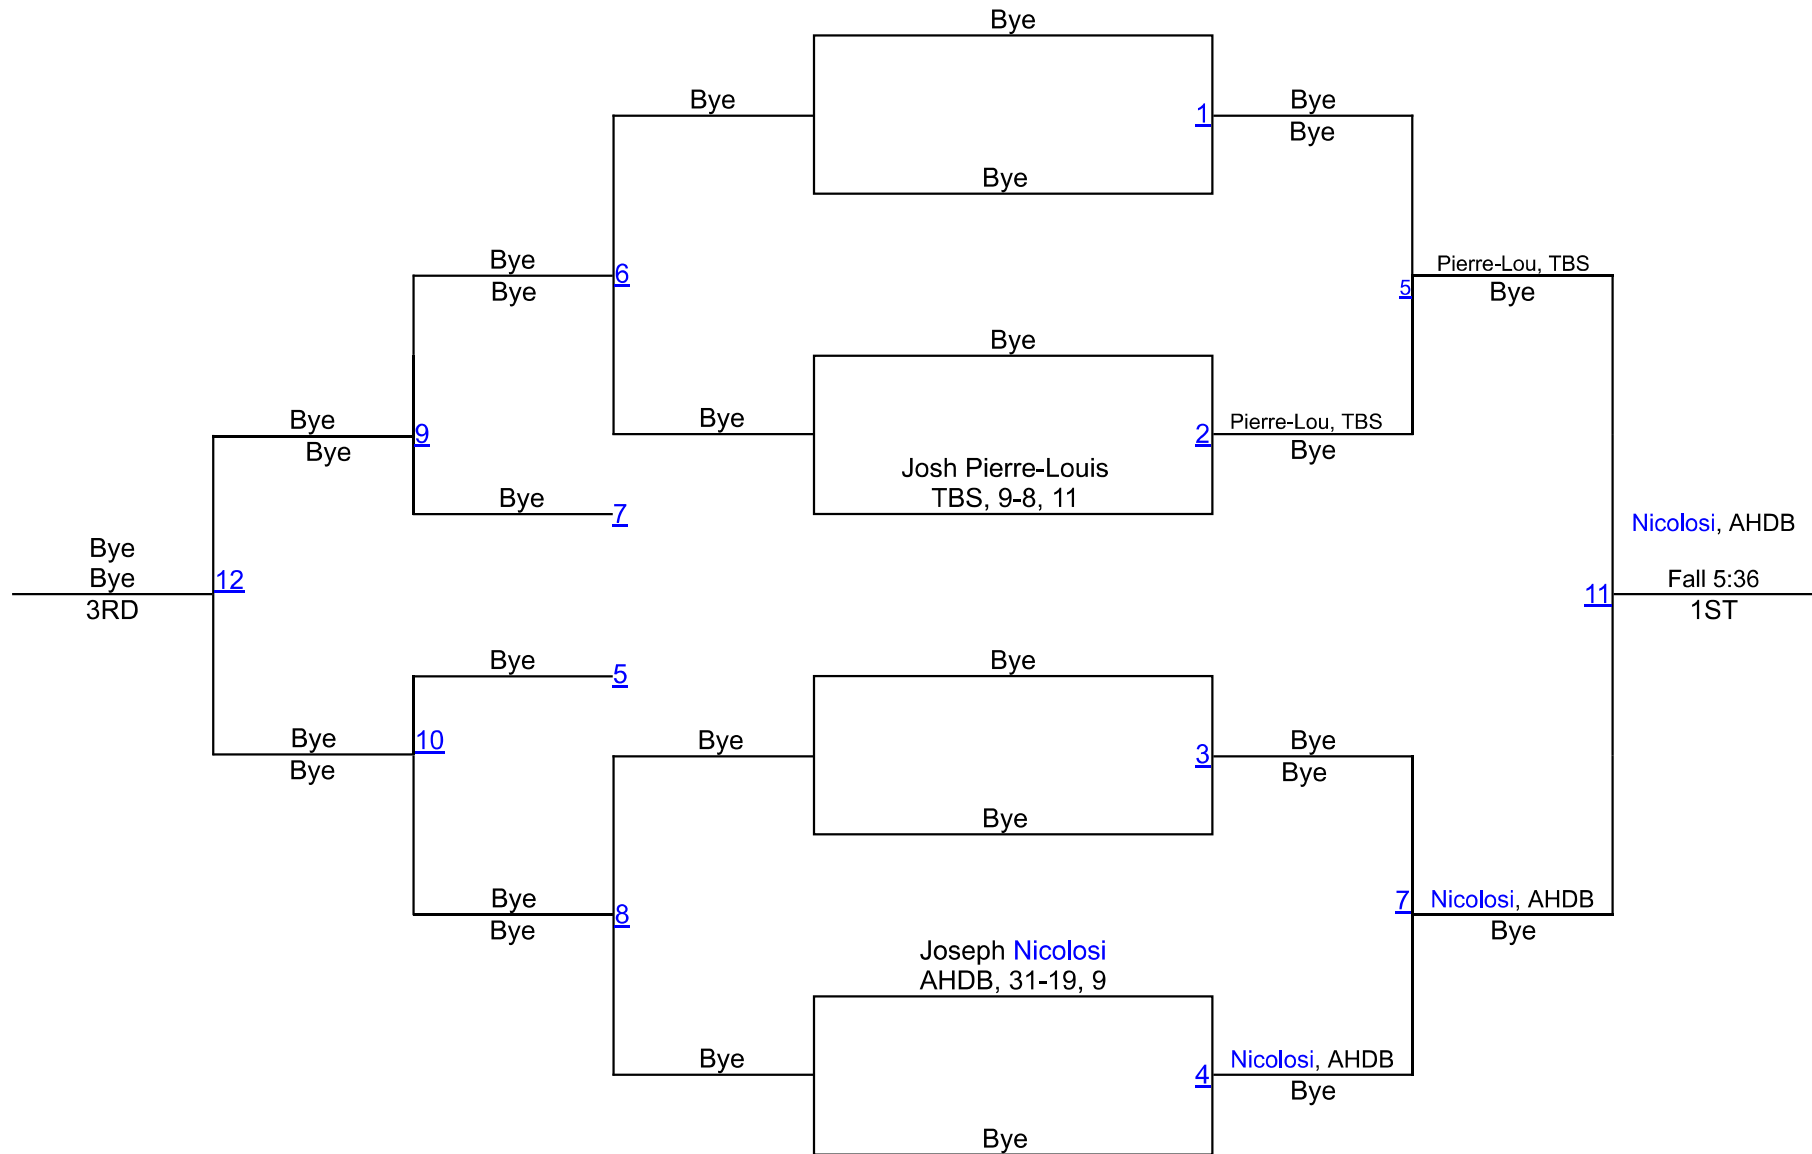 Bye
Bye
1
Bye
Bye
Bye
Bye
6
Bye
Bye
5
Pierre-Lou, TBS
Bye
Bye
Bye
2
Pierre-Lou, TBS
Bye
Josh Pierre-Louis
TBS, 9-8, 11
Bye
Bye
9
Bye
7
Bye
Bye
3RD
12
Nicolosi, AHDB
11
Fall 5:36
1ST
Bye
5
Bye
Bye
Bye
10
Bye
3
Bye
Bye
Bye
Bye
Bye
8
7
Nicolosi, AHDB
Bye
Joseph Nicolosi
AHDB, 31-19, 9
Bye
4
Nicolosi, AHDB
Bye
Bye